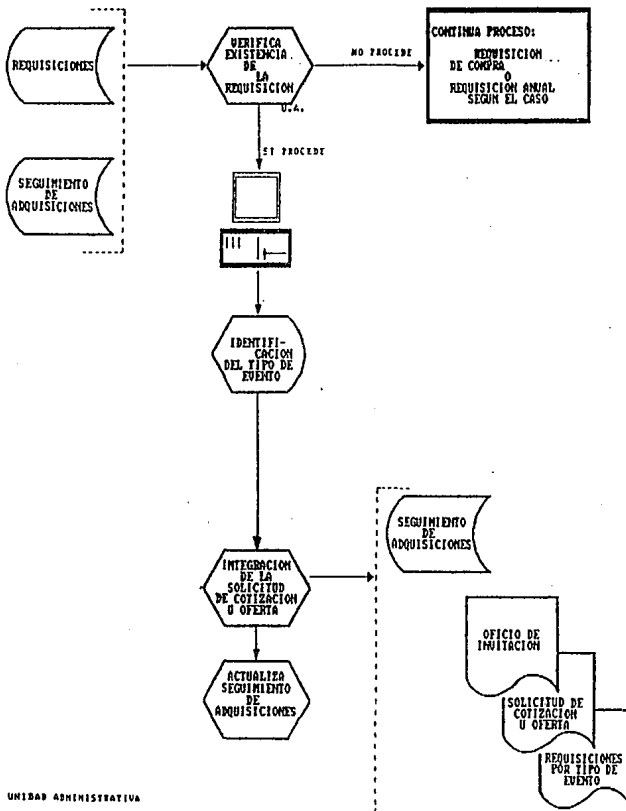 REQUISICIONES
VERIFICA
EXISTENCIA
DE
LA
REQUISICION
U.A.
NO PROCEDE
CONTINUA PROCESO:
REQUISICION
DE COMPRA
O
REQUISICION ANUAL
SEGUN EL CASO
SI PROCEDE
SEGUIMIENTO
DE
ADQUISICIONES
IDENTIFI-
CACION
DEL TIPO DE
EVENTO
SEGUIMIENTO
DE
ADQUISICIONES
INTEGRACION
DE LA
SOLICITUD
DE COTIZACION
U OFERTA
OFICIO DE
INVITACION
ACTUALIZA
SEGUIMIENTO
DE
ADQUISICIONES
SOLICITUD DE
COTIZACION
U OFERTA
REQUISICIONES
POR TIPO DE
EVENTO
UNIDAD ADMINISTRATIVA